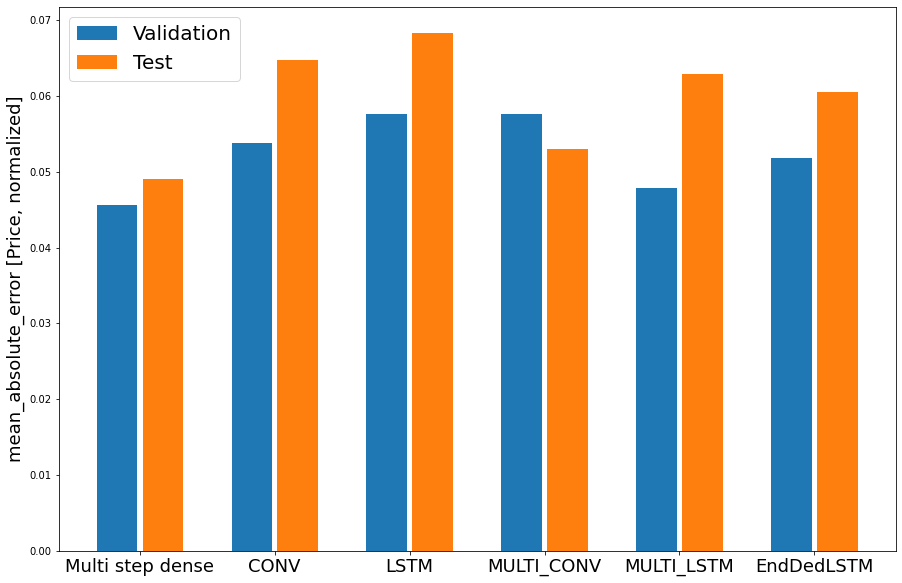 Validation
Test
mean_absolute_error [Price, normalized]
0.07
0.06
0.05
0.04
0.03
0.02
0.01
0.00
Multi step dense CONV LSTM MULTI_CONV MULTI_LSTM EndDedLSTM